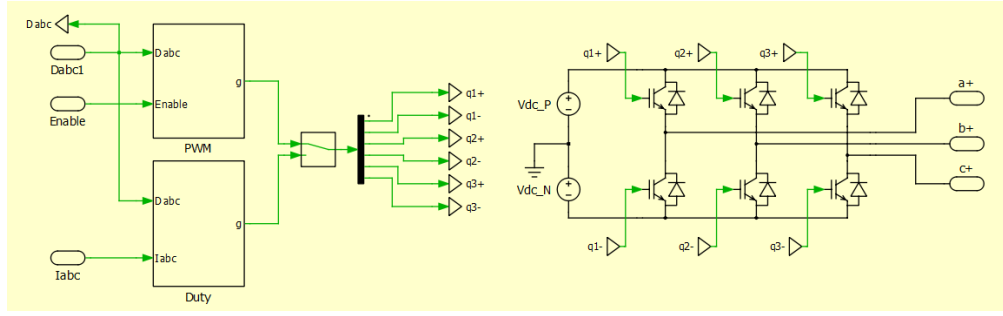 Dabc
Dabc1
Enable
Dabc
Enable
g
PWM
Dabc
Iabc
g
Duty
Iabc
q1+
q1-
q2+
q2-
q3+
q3-
q1+
q2+
q3+
Vdc_P
Vdc_N
q1-
q2-
q3-
a+
b+
c+